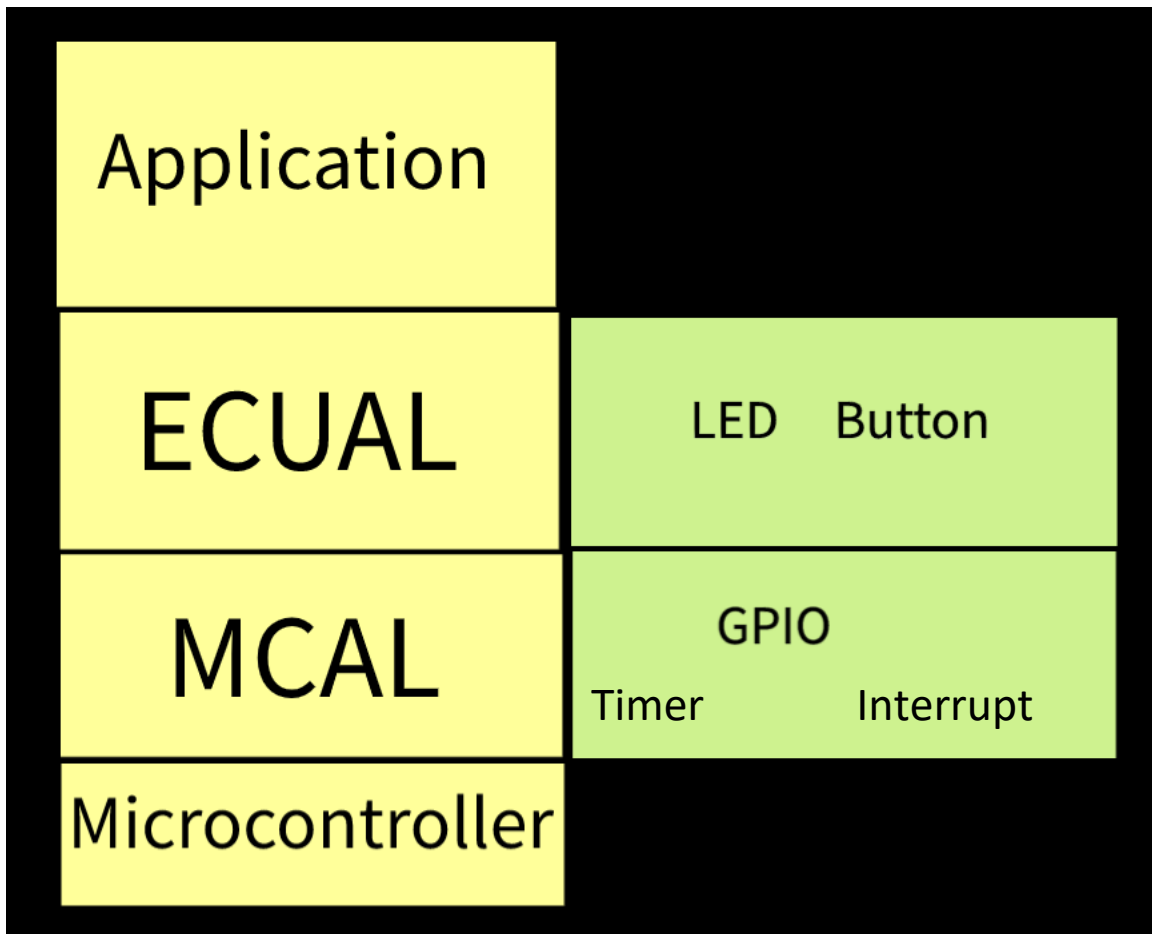 Application
ECUAL
LED Button
MCAL
GPIO
Timer Interrupt
Microcontroller